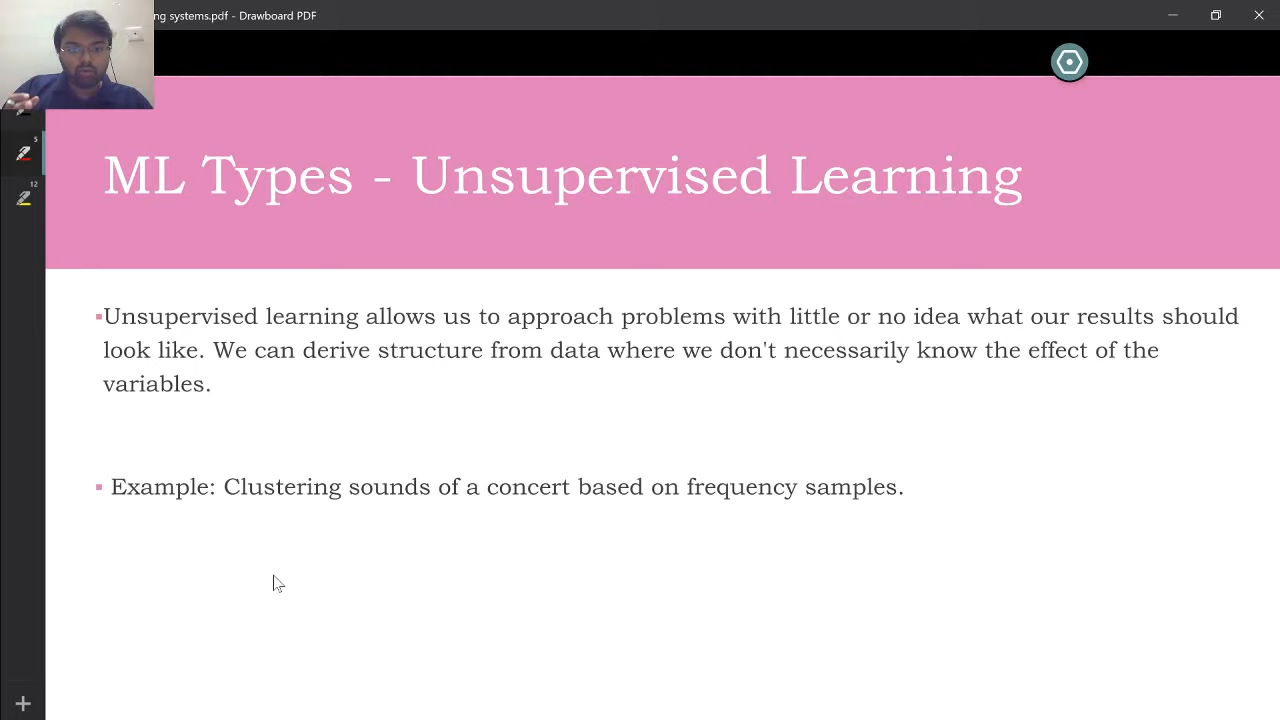 ng systems.pdf - Drawboard PDF
5
12
ML Types - Unsupervised Learning
▪Unsupervised learning allows us to approach problems with little or no idea what our results should
look like. We can derive structure from data where we don't necessarily know the effect of the
variables.
▪ Example: Clustering sounds of a concert based on frequency samples.